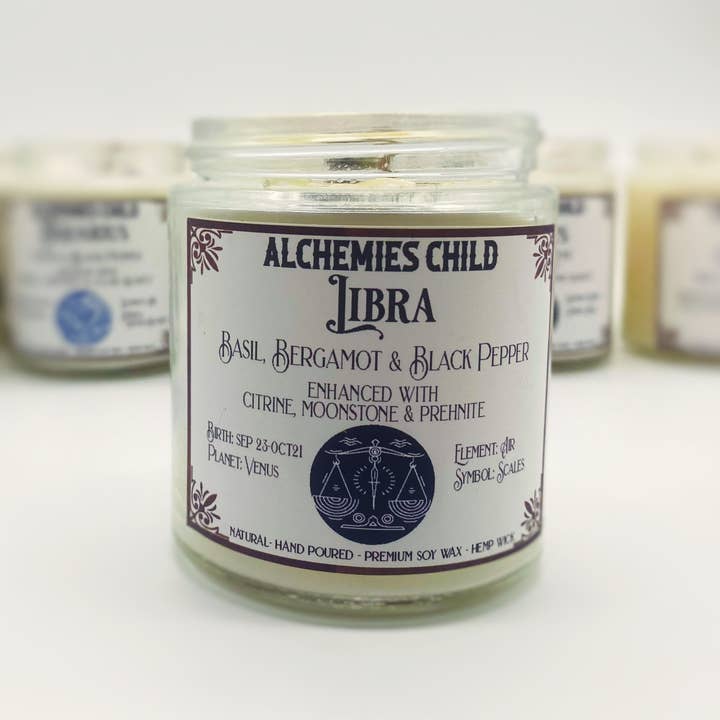 ALCHEMIES CHILD
LIBRA
BASIL, BERGAMOT & BLACK PEPPER
ENHANCED WITH
CITRINE, MOONSTONE & PREHNITE
BIRTH: SEP 23-OCT21
PLANET: VENUS
ELEMENT: AIR
SYMBOL: SCALES
NATURAL- HAND POURED - PREMIUM SOY WAX - HEMP WICK